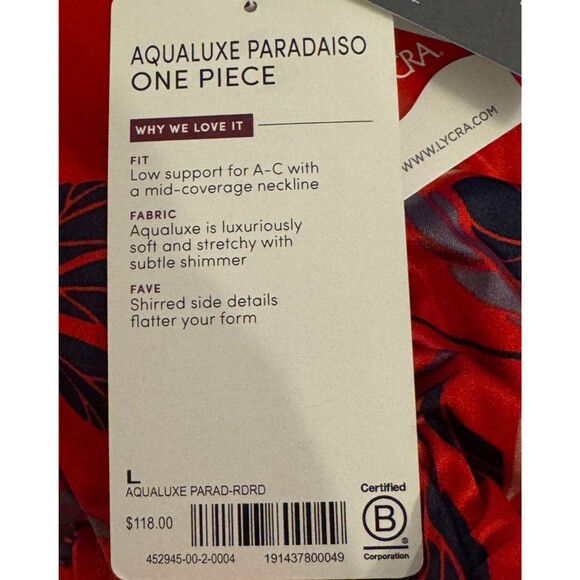 AQUALUXE PARADAISO
ONE PIECE
WHY WE LOVE IT
FIT
Low support for A-C with
a mid-coverage neckline
FABRIC
Aqualuxe is luxuriously
soft and stretchy with
subtle shimmer
FAVE
Shirred side details
flatter your form
L
AQUALUXE PARAD-RDRD
$118.00
452945-00-2-0004
191437800049
Certified
B
®
Corporation
CRA.
WWW.LYCRA.COM